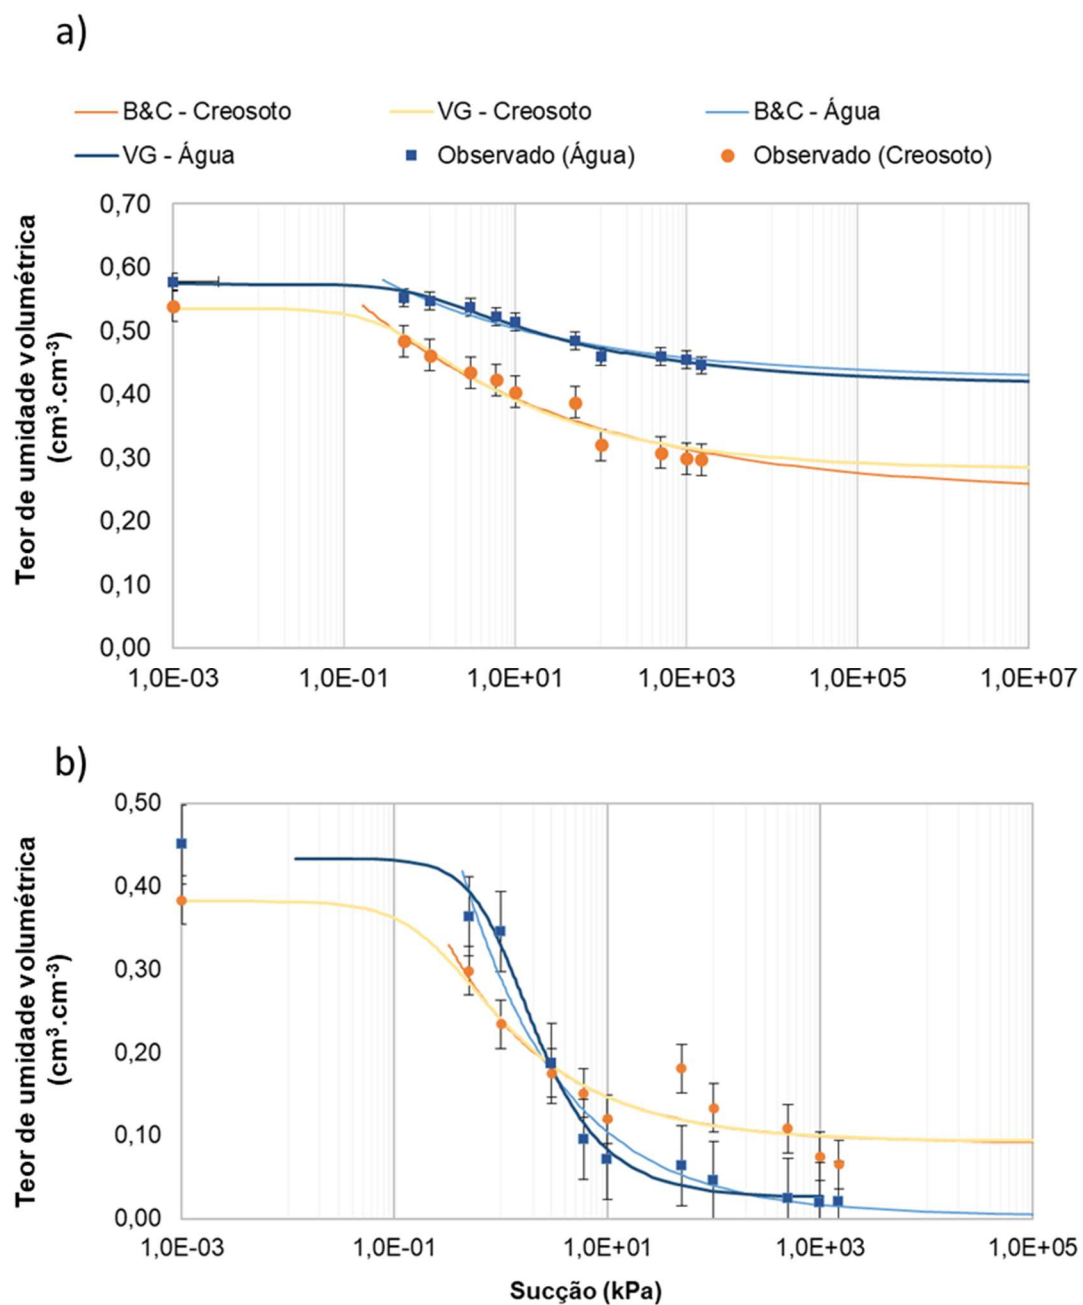 a)
B&C - Creosoto VG - Creosoto B&C - Água
VG - Água Observado (Água) Observado (Creosoto)
Teor de umidade volumétrica
(cm³.cm⁻³)
0,70
0,60
0,50
0,40
0,30
0,20
0,10
0,00
1,0E-03 1,0E-01 1,0E+01 1,0E+03 1,0E+05 1,0E+07
b)
Teor de umidade volumétrica
(cm³.cm⁻³)
0,50
0,40
0,30
0,20
0,10
0,00
1,0E-03 1,0E-01 1,0E+01 1,0E+03 1,0E+05
Sucção (kPa)